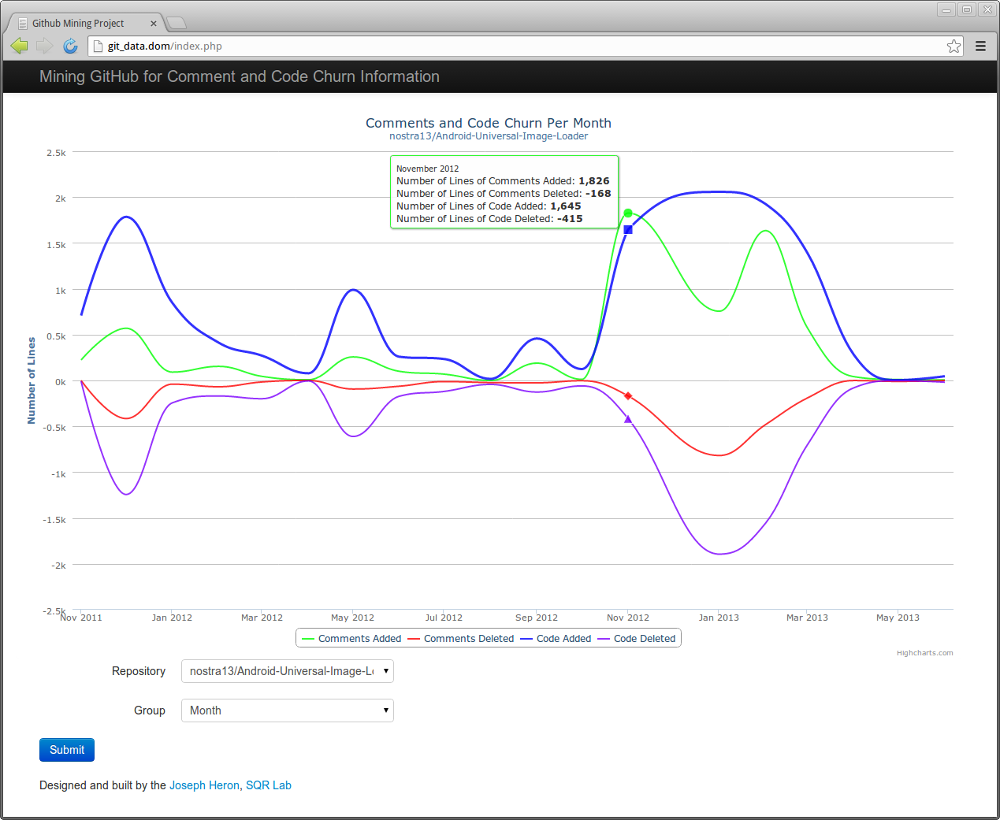 Github Mining Project
git_data.dom/index.php
Mining GitHub for Comment and Code Churn Information
Comments and Code Churn Per Month
nostra13/Android-Universal-Image-Loader
November 2012
Number of Lines of Comments Added: 1,826
Number of Lines of Comments Deleted: -168
Number of Lines of Code Added: 1,645
Number of Lines of Code Deleted: -415
Number of Lines
2.5k
2k
1.5k
1k
0.5k
0k
-0.5k
-1k
-1.5k
-2k
-2.5k
Nov 2011 Jan 2012 Mar 2012 May 2012 Jul 2012 Sep 2012 Nov 2012 Jan 2013 Mar 2013 May 2013
Comments Added Comments Deleted Code Added Code Deleted
Highcharts.com
Repository nostra13/Android-Universal-Image-L
Group Month
Submit
Designed and built by the Joseph Heron, SQR Lab